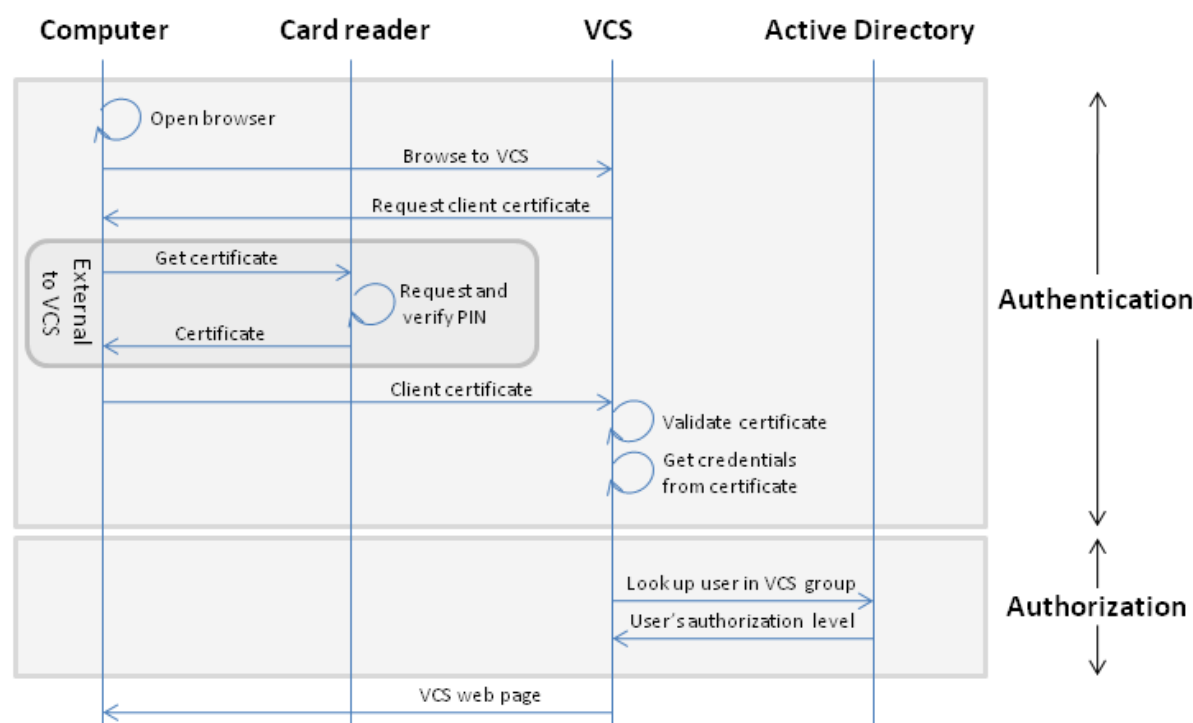 Computer
Card reader
VCS
Active Directory
Open browser
Browse to VCS
Request client certificate
External
to VCS
Get certificate
Request and
verify PIN
Certificate
Authentication
Client certificate
Validate certificate
Get credentials
from certificate
Look up user in VCS group
Authorization
User's authorization level
VCS web page